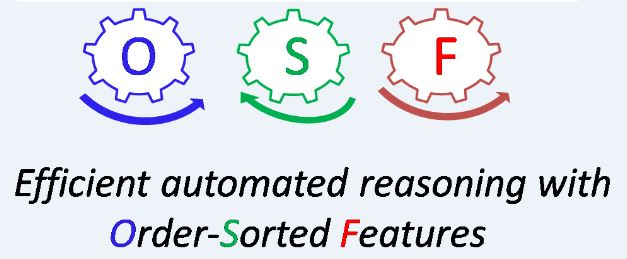 O S F
Efficient automated reasoning with
Order-Sorted Features